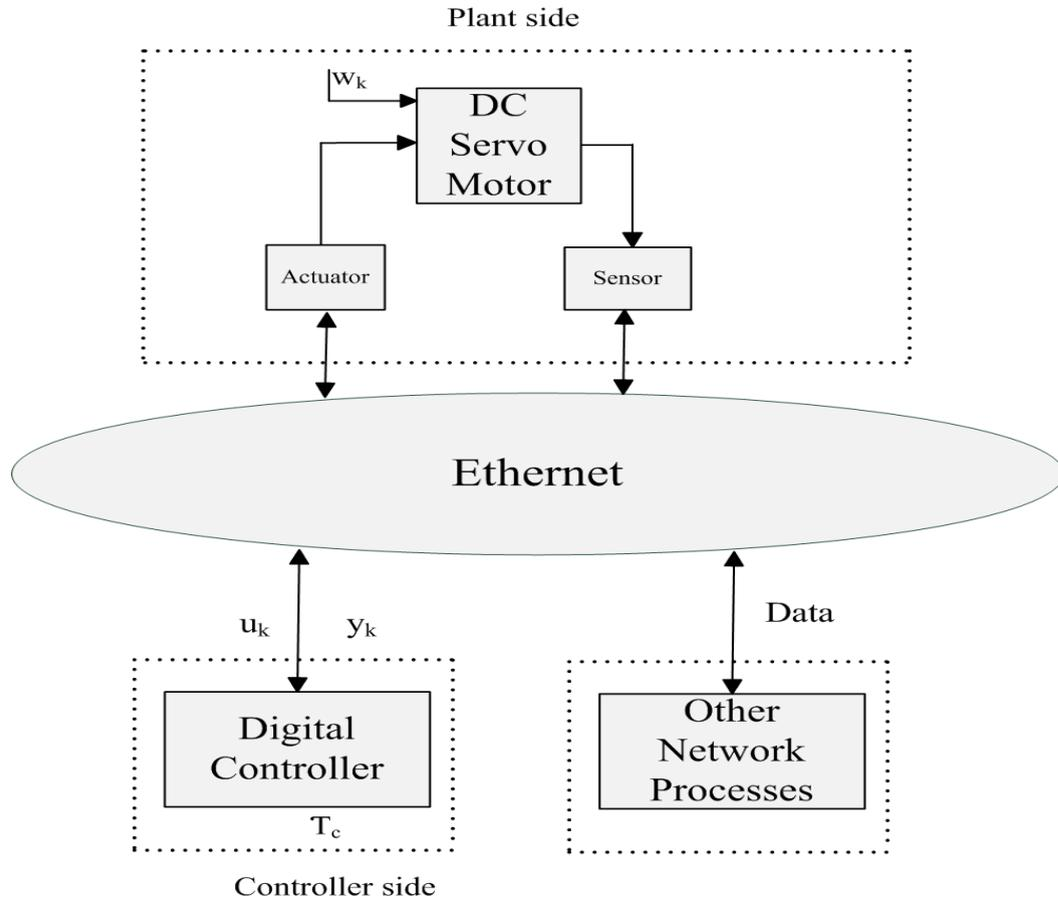 Plant side
wₖ
DC
Servo
Motor
Actuator
Sensor
Ethernet
uₖ
yₖ
Data
Digital
Controller
T꜀
Other
Network
Processes
Controller side